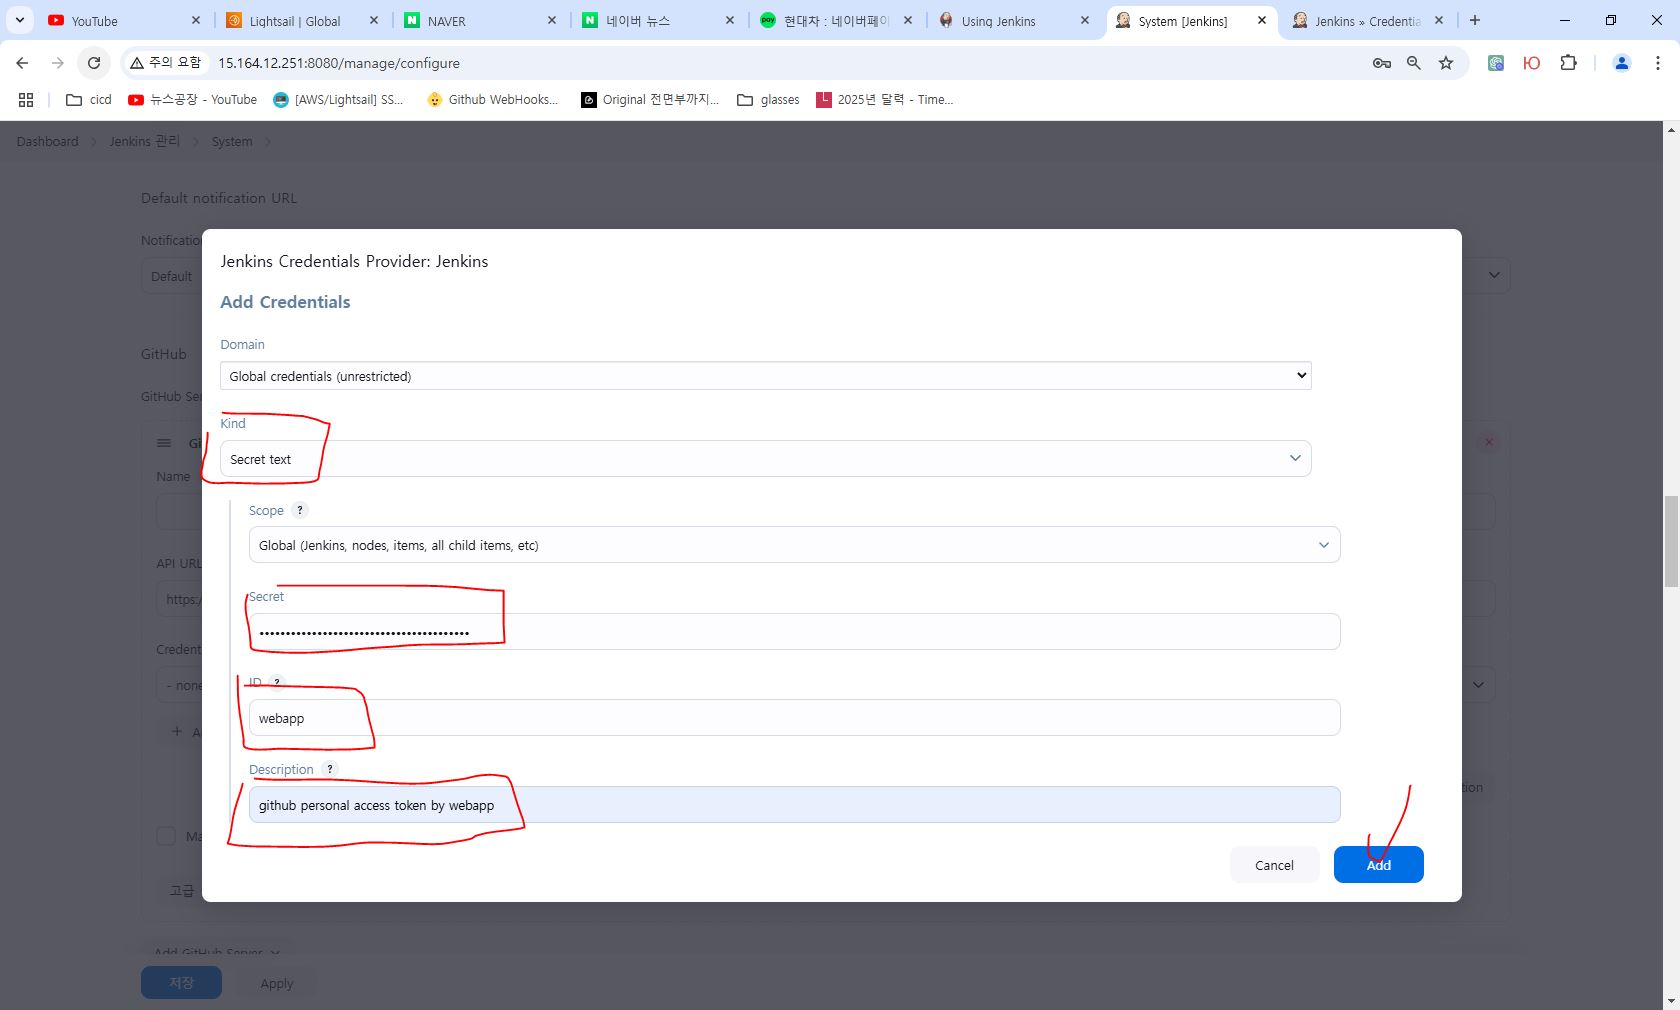 YouTube
Lightsail | Global
NAVER
네이버 뉴스
현대차 : 네이버페이
Using Jenkins
System [Jenkins]
Jenkins » Credentia
주의 요함
15.164.12.251:8080/manage/configure
cicd
뉴스공장 - YouTube
[AWS/Lightsail] SS...
Github WebHooks...
Original 전면부까지...
glasses
2025년 달력 - Time...
Dashboard > Jenkins 관리 > System >
Default notification URL
Notificatio
Default
GitHub
GitHub Ser
Gi
Name
API URL
https:/
Credent
- none
+ A
tion
Ma
고급
Add GitHub Server
저장
Apply
Jenkins Credentials Provider: Jenkins
Add Credentials
Domain
Global credentials (unrestricted)
Kind
Secret text
Scope ?
Global (Jenkins, nodes, items, all child items, etc)
Secret
••••••••••••••••••••••••••••••••••••••••
ID ?
webapp
Description ?
github personal access token by webapp
Cancel
Add